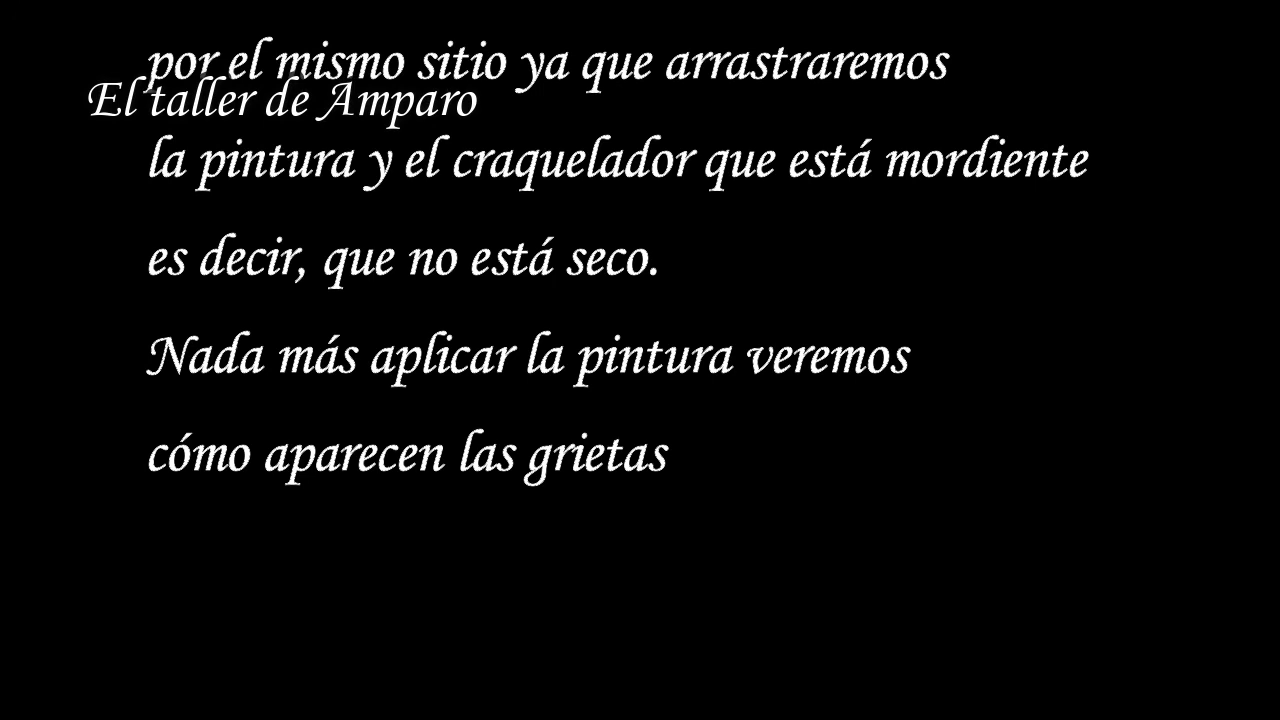 por el mismo sitio ya que arrastraremos
El taller de Amparo
la pintura y el craquelador que está mordiente
es decir, que no está seco.
Nada más aplicar la pintura veremos
cómo aparecen las grietas